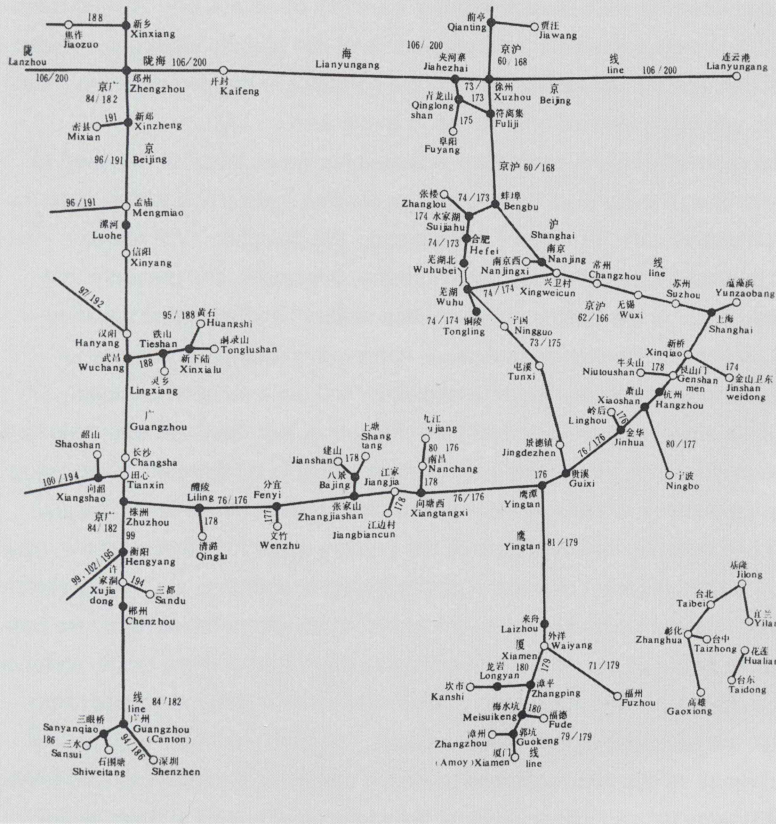 188
新乡
Xinxiang
焦作
Jiaozuo
前亭
Qianting
贾汪
Jiawang
陇
Lanzhou
106/200
陇海 106/200
海
Lianyungang
106/200
夹河寨
Jiahezhai
京沪
60/168
线
line
106/200
连云港
Lianyungang
郑州
Zhengzhou
京广
84/182
开封
Kaifeng
73/
173
徐州
Xuzhou
京
Beijing
青龙山
Qinglong
shan
175
符离集
Fuliji
阜阳
Fuyang
191
Mixian
新郑
Xinzheng
京
Beijing
96/191
京沪 60/168
96/191
孟庙
Mengmiao
漯河
Luohe
信阳
Xinyang
张楼
Zhanglou
74/173
蚌埠
Bengbu
174 水家湖
Suijiahu
74/173
合肥
Hefei
沪
Shanghai
南京
Nanjing
南京西
Nanjingxi
芜湖北
Wuhubei
芜湖
Wuhu
74/174
兴卫村
Xingweicun
常州
Changzhou
线
line
京沪
62/166
无锡
Wuxi
苏州
Suzhou
Yunzaobang
上海
Shanghai
97/192
汉阳
Hanyang
95/188
黄石
Huangshi
铁山
Tieshan
铜录山
Tonglushan
武昌
Wuchang
188
新下陆
Xinxialu
灵乡
Lingxiang
74/174
铜陵
Tongling
宁国
Ningguo
73/175
屯溪
Tunxi
新桥
Xinqiao
牛头山
Niutoushan
178
艮山门
Genshan
men
174
金山卫东
Jinshan
weidong
杭州
Hangzhou
萧山
Xiaoshan
岭后
Linghou
176
金华
Jinhua
76/176
80/177
宁波
Ningbo
广
Guangzhou
韶山
Shaoshan
长沙
Changsha
田心
Tianxin
100/194
向韶
Xiangshao
株洲
Zhuzhou
京广
84/182
99
醴陵
Liling
178
清潞
Qinglu
76/176
分宜
Fenyi
177
文竹
Wenzhu
建山
Jianshan
178
上塘
Shang
tang
八景
Bajing
张家山
Zhangjiashan
江家
Jiangjia
178
江边村
Jiangbiancun
九江
ujiang
80 176
南昌
Nanchang
178
向塘西
Xiangtangxi
76/176
景德镇
Jingdezhen
贵溪
Guixi
176
鹰潭
Yingtan
鹰
Yingtan
81/179
99、102/195
衡阳
Hengyang
许
家洞
Xujia
dong
194
三都
Sandu
郴州
Chenzhou
来舟
Laizhou
外洋
Waiyang
厦
Xiamen
179
71/179
福州
Fuzhou
龙岩
Longyan
180
坎市
Kanshi
漳平
Zhangping
梅水坑
Meisuikeng
180
福德
Fude
漳州
Zhangzhou
郭坑
Guokeng
79/179
厦门
(Amoy) Xiamen
线
line
线
line
84/182
三眼桥
Sanyanqiao
广州
Guangzhou
(Canton)
186
三水
Sansui
石围塘
Shiweitang
94/186
深圳
Shenzhen
基隆
Jilong
台北
Taibei
宜兰
Yilan
彰化
Zhanghua
台中
Taizhong
花莲
Hualian
台东
Taidong
高雄
Gaoxiong